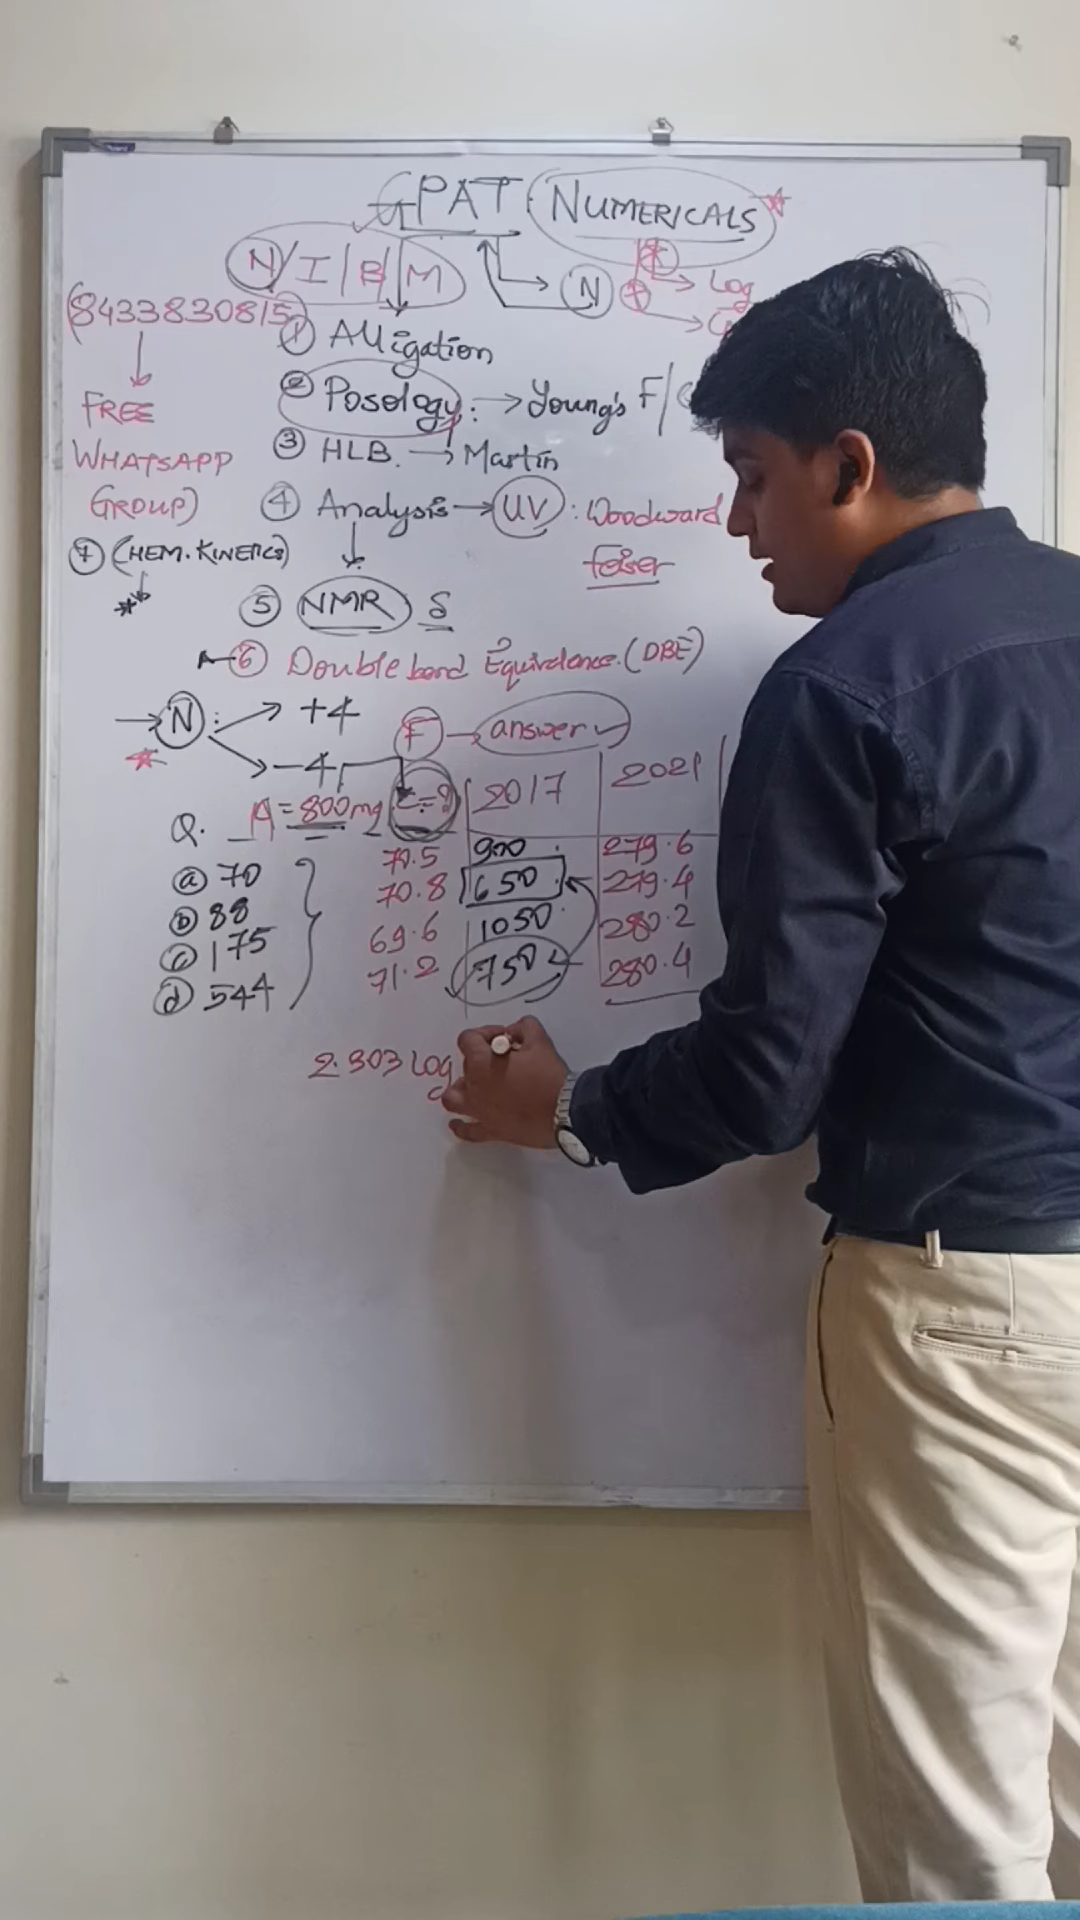 GPAT NUMERICALS
N/I/B/M
N
Log
(8433830815
① Alligation
FREE
WHATSAPP
GROUP)
② Posology: → Young's F/
③ HLB. → Martin
④ Analysis → UV : Woodward
feiser
⑦ (CHEM. KINETICS)
⑤ NMR δ
⑥ Double bond Equivalence. (DBE)
→ N : → +4
→ -4
F → answer
2017 2021
Q. A = 800mg C = ?
ⓐ 70
ⓑ 88
ⓒ 175
ⓓ 544
70.5 900 279.6
70.8 650 279.4
69.6 1050 280.2
71.2 750 280.4
2.303 log